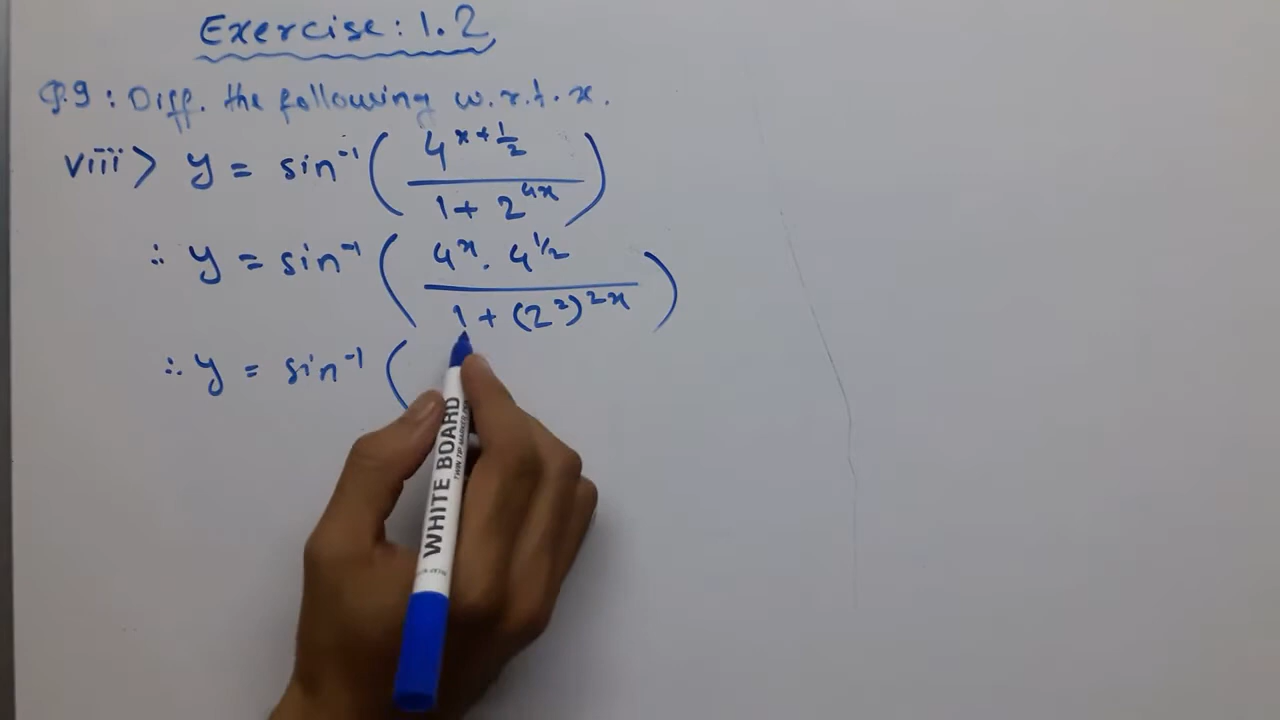 Exercise: 1.2
Q.9: Diff. the following w.r.t. x.
viii> y = sin⁻¹ ( 4^(x+1/2) / 1 + 2^(4x) )
∴ y = sin⁻¹ ( 4^x . 4^(1/2) / 1 + (2²)^(2x) )
∴ y = sin⁻¹ (
WHITE BOARD